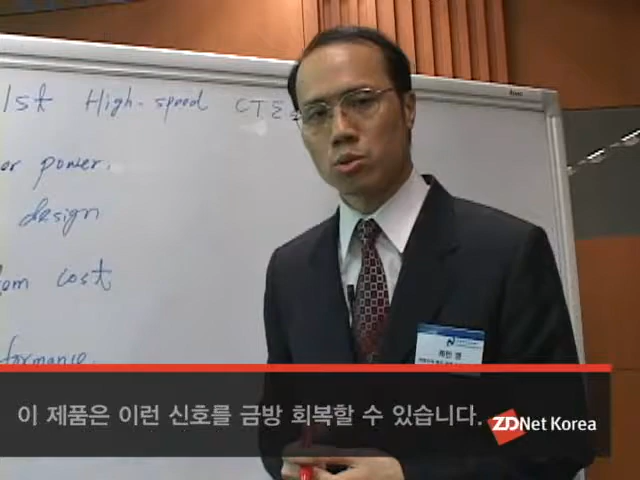 1st High-speed CTΣ
or power.
design
om cost
formance.
이 제품은 이런 신호를 금방 회복할 수 있습니다.
ZDNet Korea